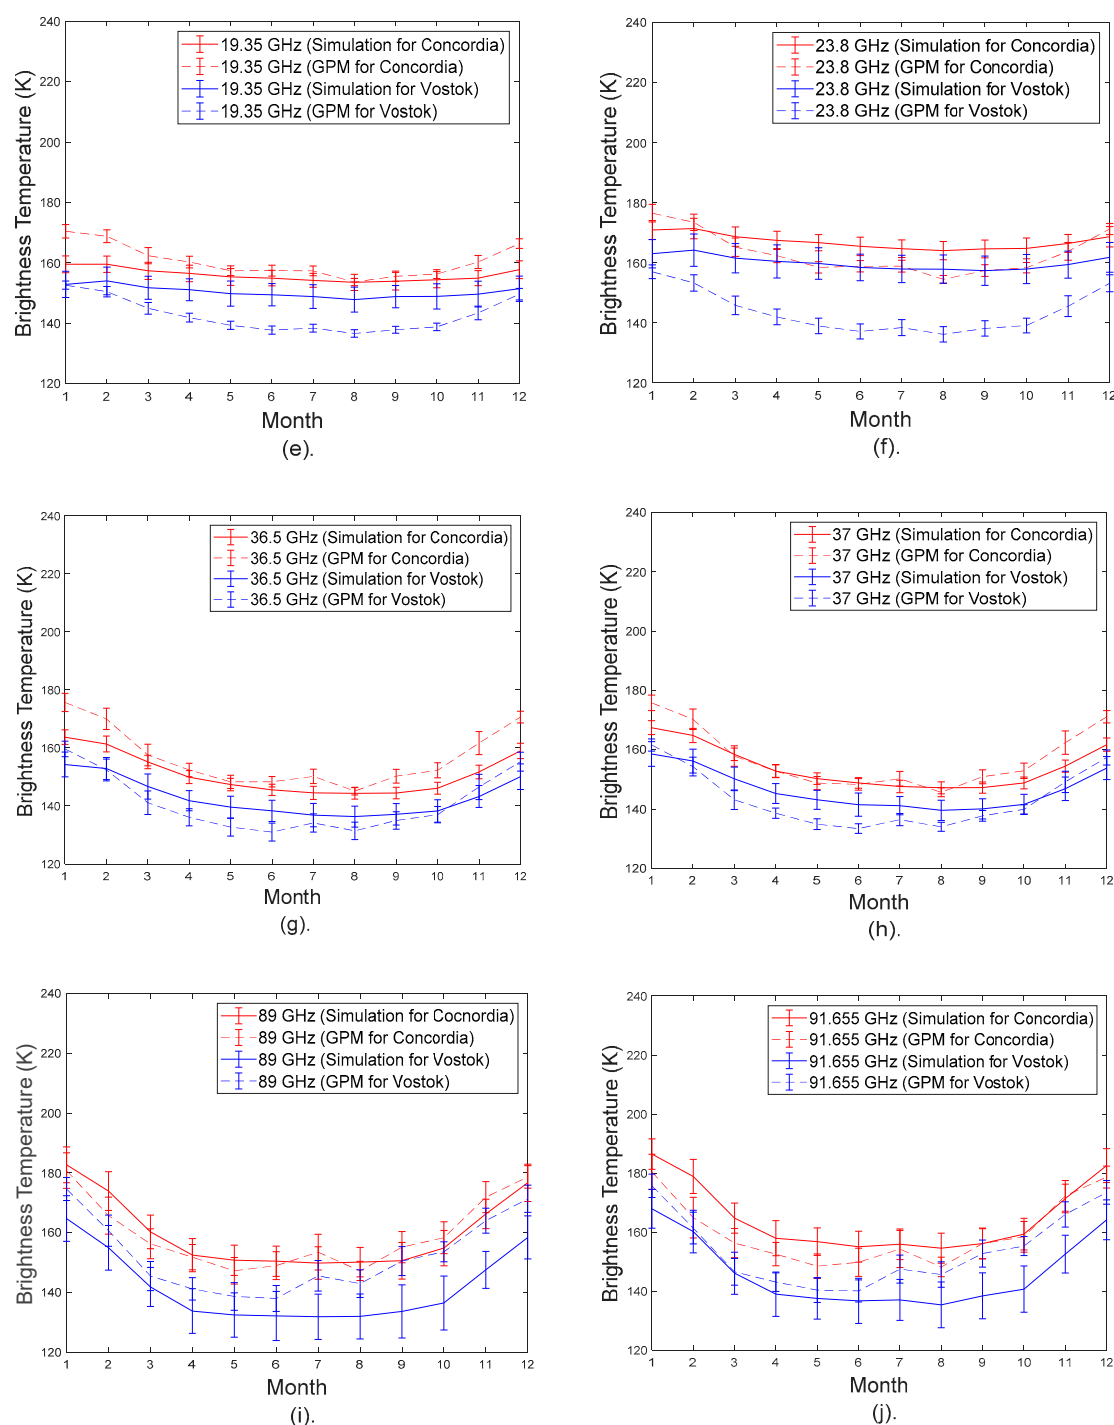 240
220
200
180
160
140
120
Brightness Temperature (K)
19.35 GHz (Simulation for Concordia)
19.35 GHz (GPM for Concordia)
19.35 GHz (Simulation for Vostok)
19.35 GHz (GPM for Vostok)
1 2 3 4 5 6 7 8 9 10 11 12
Month
(e).
240
220
200
180
160
140
120
Brightness Temperature (K)
23.8 GHz (Simulation for Concordia)
23.8 GHz (GPM for Concordia)
23.8 GHz (Simulation for Vostok)
23.8 GHz (GPM for Vostok)
1 2 3 4 5 6 7 8 9 10 11 12
Month
(f).
240
220
200
180
160
140
120
Brightness Temperature (K)
36.5 GHz (Simulation for Concordia)
36.5 GHz (GPM for Concordia)
36.5 GHz (Simulation for Vostok)
36.5 GHz (GPM for Vostok)
1 2 3 4 5 6 7 8 9 10 11 12
Month
(g).
240
220
200
180
160
140
120
Brightness Temperature (K)
37 GHz (Simulation for Concordia)
37 GHz (GPM for Concordia)
37 GHz (Simulation for Vostok)
37 GHz (GPM for Vostok)
1 2 3 4 5 6 7 8 9 10 11 12
Month
(h).
240
220
200
180
160
140
120
Brightness Temperature (K)
89 GHz (Simulation for Cocnordia)
89 GHz (GPM for Concordia)
89 GHz (Simulation for Vostok)
89 GHz (GPM for Vostok)
1 2 3 4 5 6 7 8 9 10 11 12
Month
(i).
240
220
200
180
160
140
120
Brightness Temperature (K)
91.655 GHz (Simulation for Concordia)
91.655 GHz (GPM for Concordia)
91.655 GHz (Simulation for Vostok)
91.655 GHz (GPM for Vostok)
1 2 3 4 5 6 7 8 9 10 11 12
Month
(j).